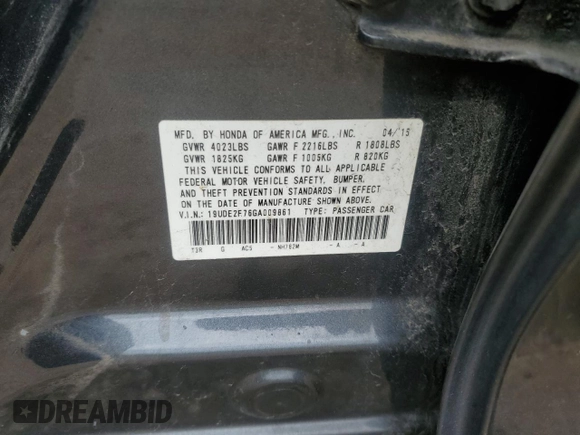 MFD. BY HONDA OF AMERICA MFG., INC. 04/15
GVWR 4023LBS GAWR F 2216LBS R 1808LBS
GVWR 1825KG GAWR F 1005KG R 820KG
THIS VEHICLE CONFORMS TO ALL APPLICABLE
FEDERAL MOTOR VEHICLE SAFETY, BUMPER,
AND THEFT PREVENTION STANDARDS IN EFFECT
ON THE DATE OF MANUFACTURE SHOWN ABOVE.
V.I.N.: 19UDE2F76GA009861 TYPE: PASSENGER CAR
G AC5 - NH782M - A - A
DREAMBID